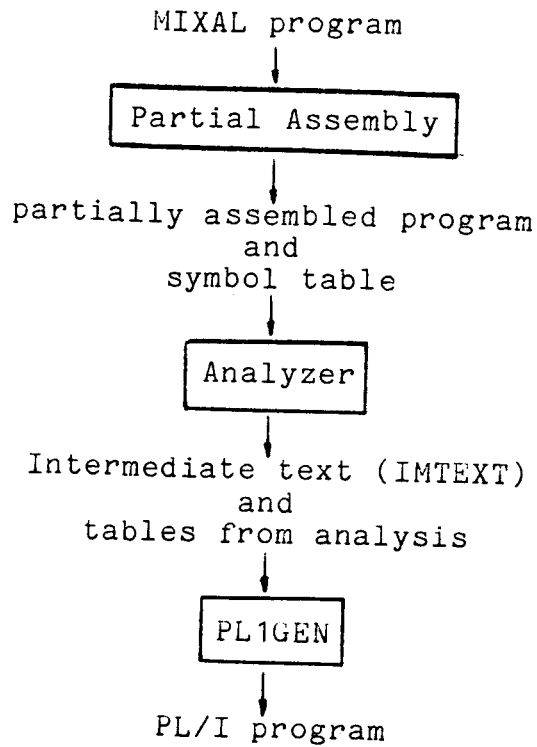 MIXAL program
Partial Assembly
partially assembled program
and
symbol table
Analyzer
Intermediate text (IMTEXT)
and
tables from analysis
PL1GEN
PL/I program